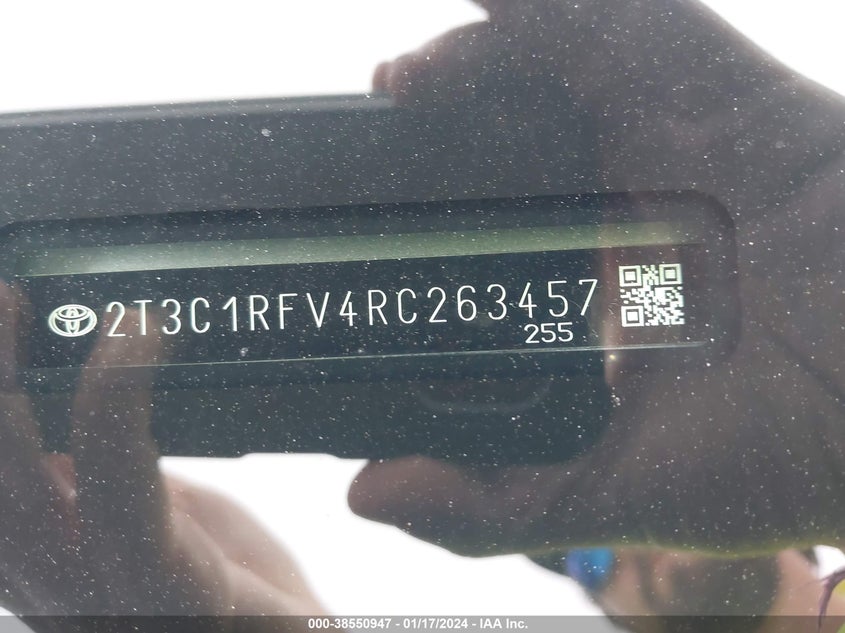 2T3C1RFV4RC263457
255
000-38550947 - 01/17/2024 - IAA Inc.